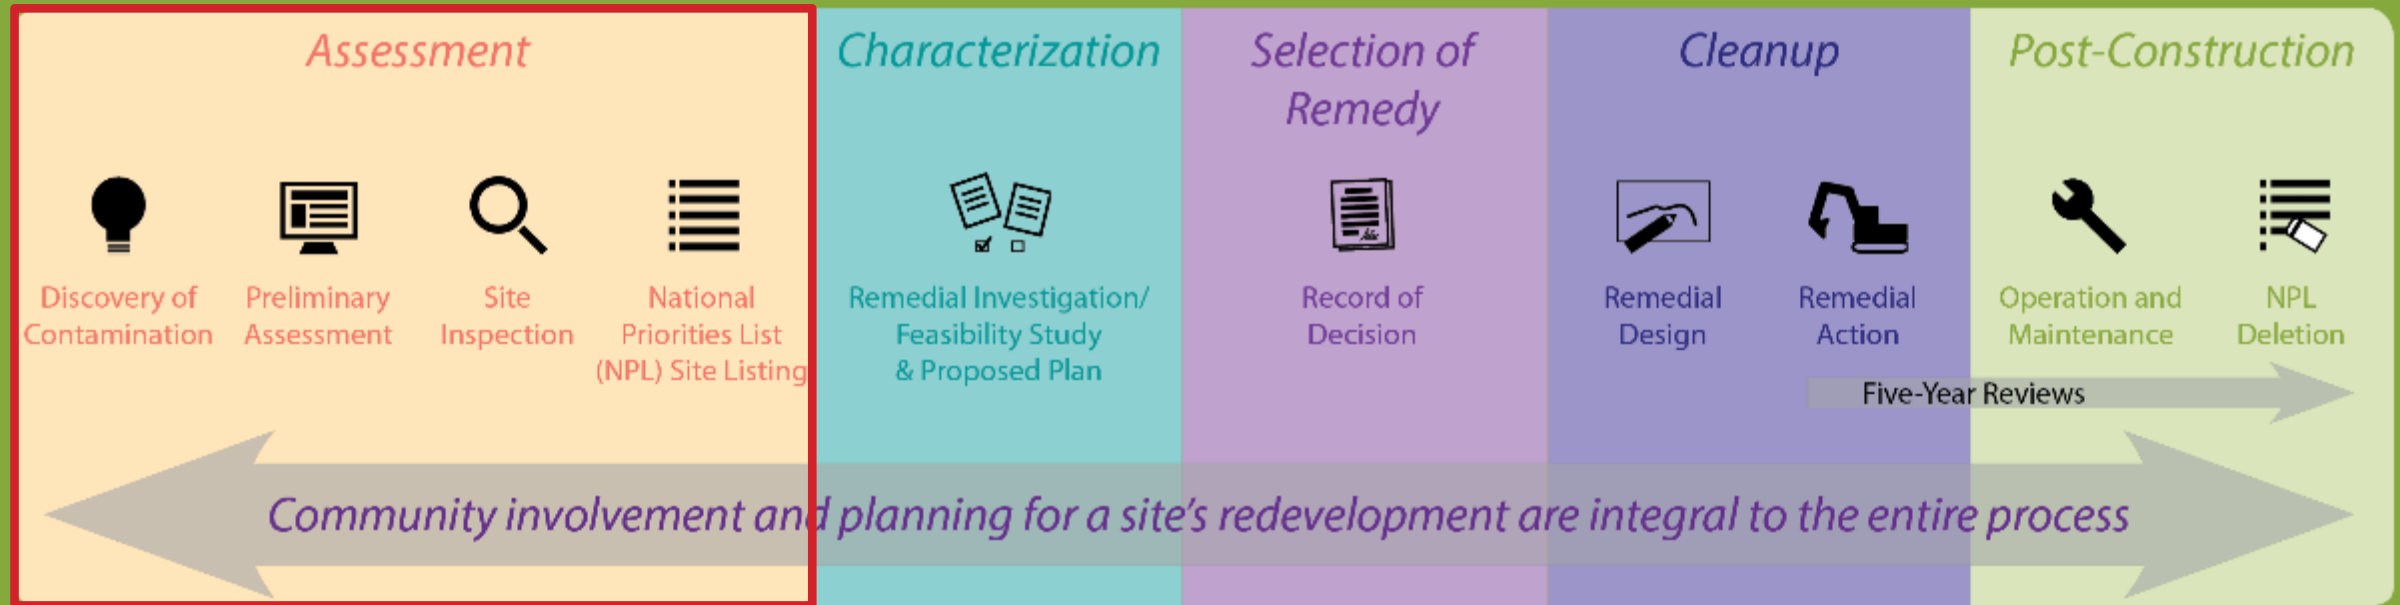 Assessment
Discovery of
Contamination
Preliminary
Assessment
Site
Inspection
National
Priorities List
(NPL) Site Listing
Characterization
Remedial Investigation/
Feasibility Study
& Proposed Plan
Selection of
Remedy
Record of
Decision
Cleanup
Remedial
Design
Remedial
Action
Post-Construction
Operation and
Maintenance
NPL
Deletion
Five-Year Reviews
Community involvement and planning for a site's redevelopment are integral to the entire process